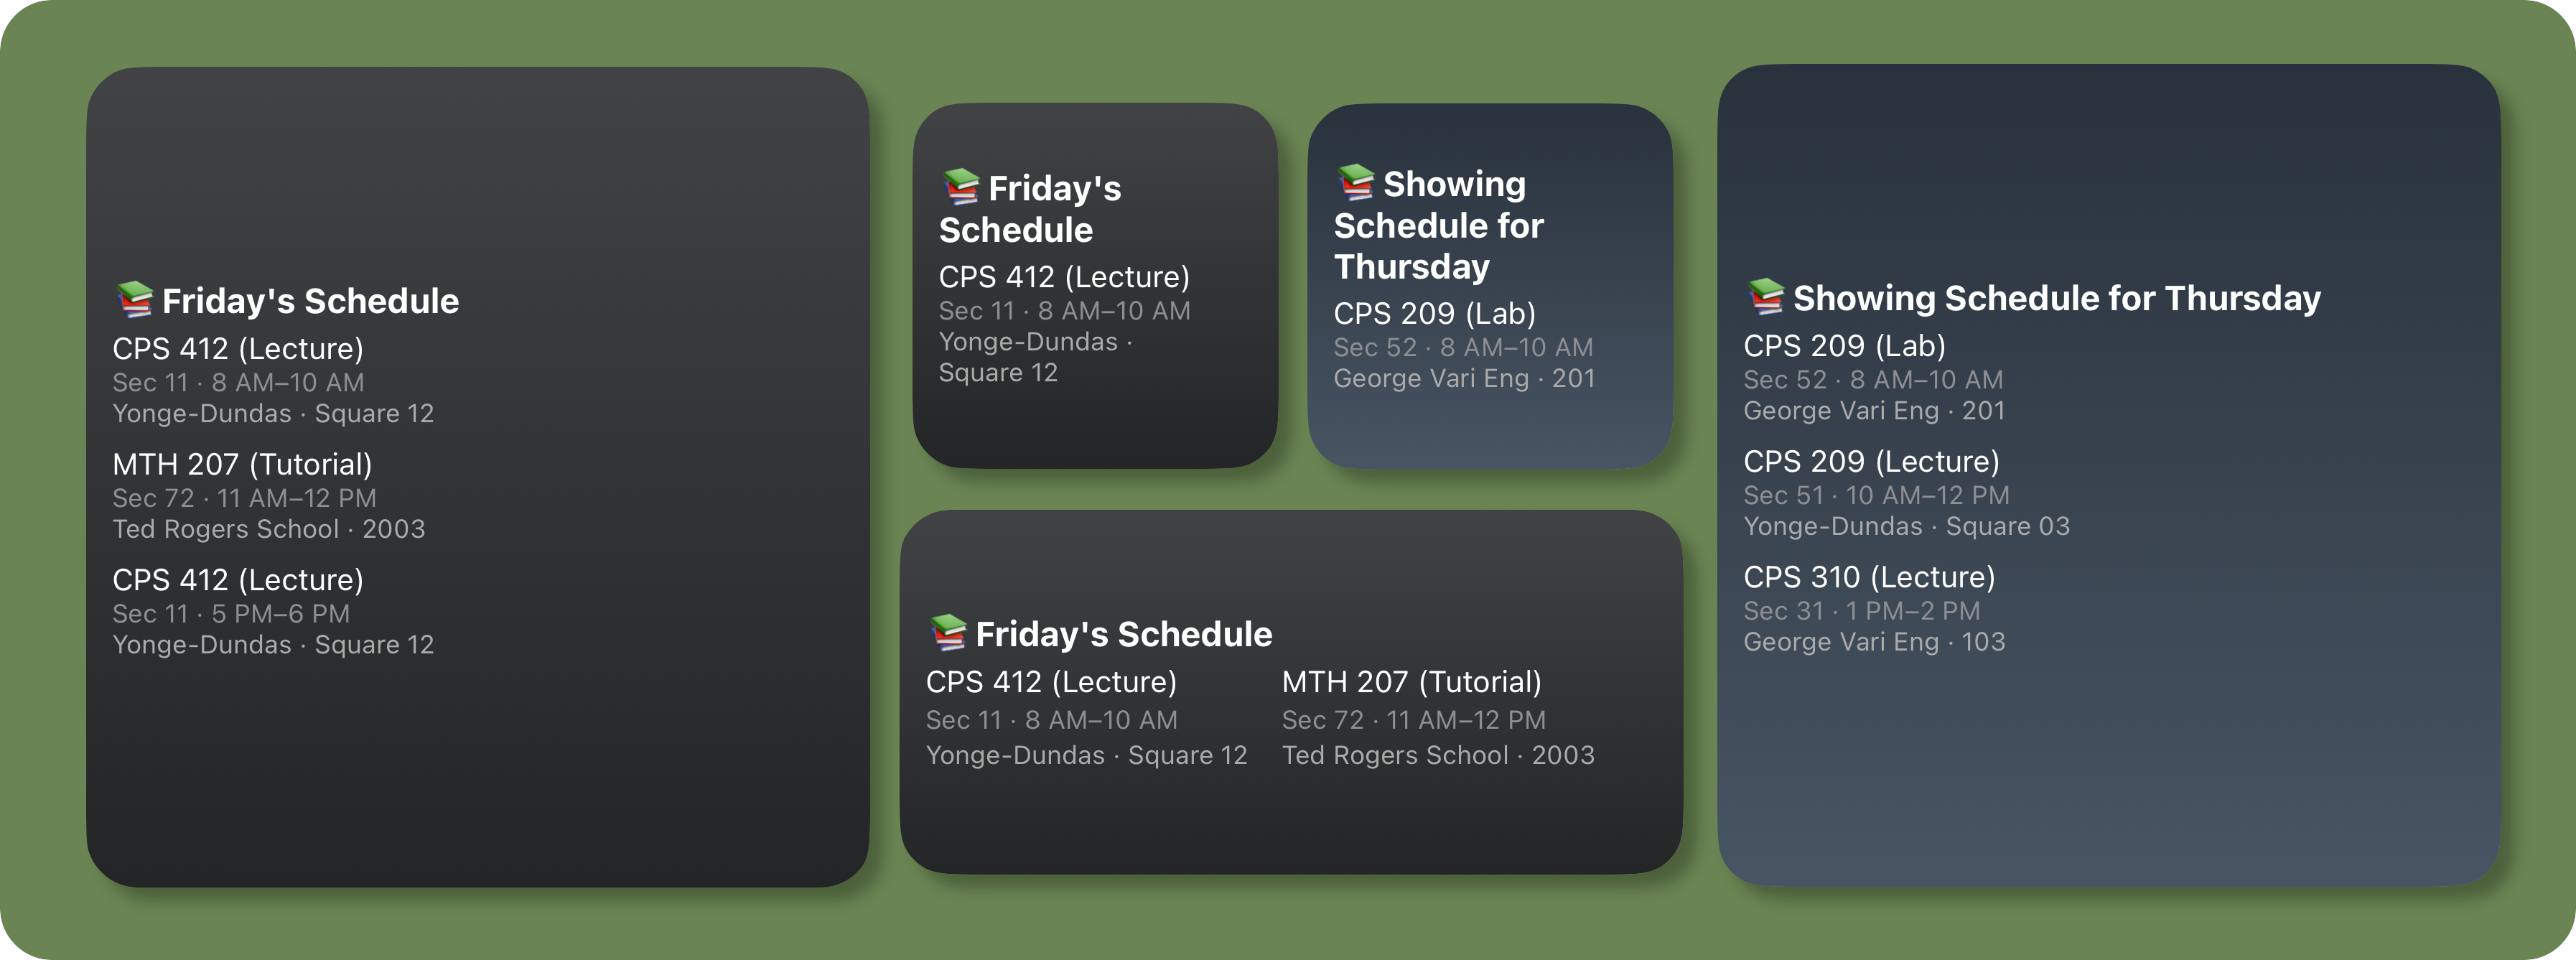 📚 Friday's Schedule
CPS 412 (Lecture)
Sec 11 · 8 AM–10 AM
Yonge-Dundas · Square 12
MTH 207 (Tutorial)
Sec 72 · 11 AM–12 PM
Ted Rogers School · 2003
CPS 412 (Lecture)
Sec 11 · 5 PM–6 PM
Yonge-Dundas · Square 12
📚 Friday's
Schedule
CPS 412 (Lecture)
Sec 11 · 8 AM–10 AM
Yonge-Dundas ·
Square 12
📚 Showing
Schedule for
Thursday
CPS 209 (Lab)
Sec 52 · 8 AM–10 AM
George Vari Eng · 201
📚 Friday's Schedule
CPS 412 (Lecture)
Sec 11 · 8 AM–10 AM
Yonge-Dundas · Square 12
MTH 207 (Tutorial)
Sec 72 · 11 AM–12 PM
Ted Rogers School · 2003
📚 Showing Schedule for Thursday
CPS 209 (Lab)
Sec 52 · 8 AM–10 AM
George Vari Eng · 201
CPS 209 (Lecture)
Sec 51 · 10 AM–12 PM
Yonge-Dundas · Square 03
CPS 310 (Lecture)
Sec 31 · 1 PM–2 PM
George Vari Eng · 103